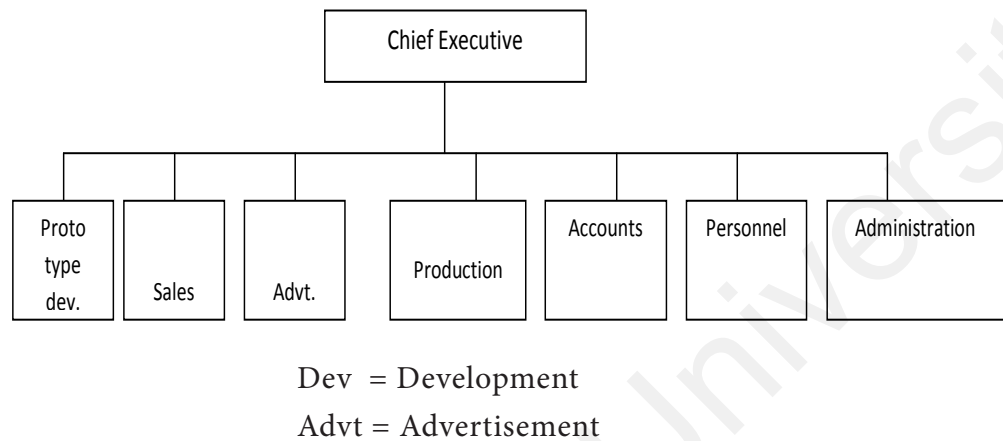 Chief Executive
Proto
type
dev.
Sales
Advt.
Production
Accounts
Personnel
Administration
Dev = Development
Advt = Advertisement